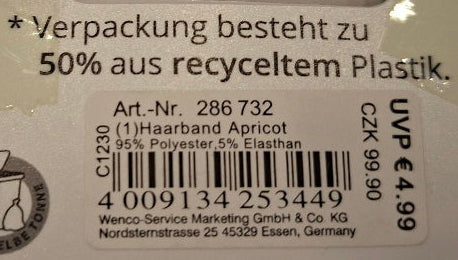 * Verpackung besteht zu
50% aus recyceltem Plastik.
Art.-Nr. 286 732
(1)Haarband Apricot
95% Polyester,5% Elasthan
C1230
4 009134 253449
Wenco-Service Marketing GmbH & Co. KG
Nordsternstrasse 25 45329 Essen, Germany
UVP € 4.99
CZK 99.90
ELBE TONNE